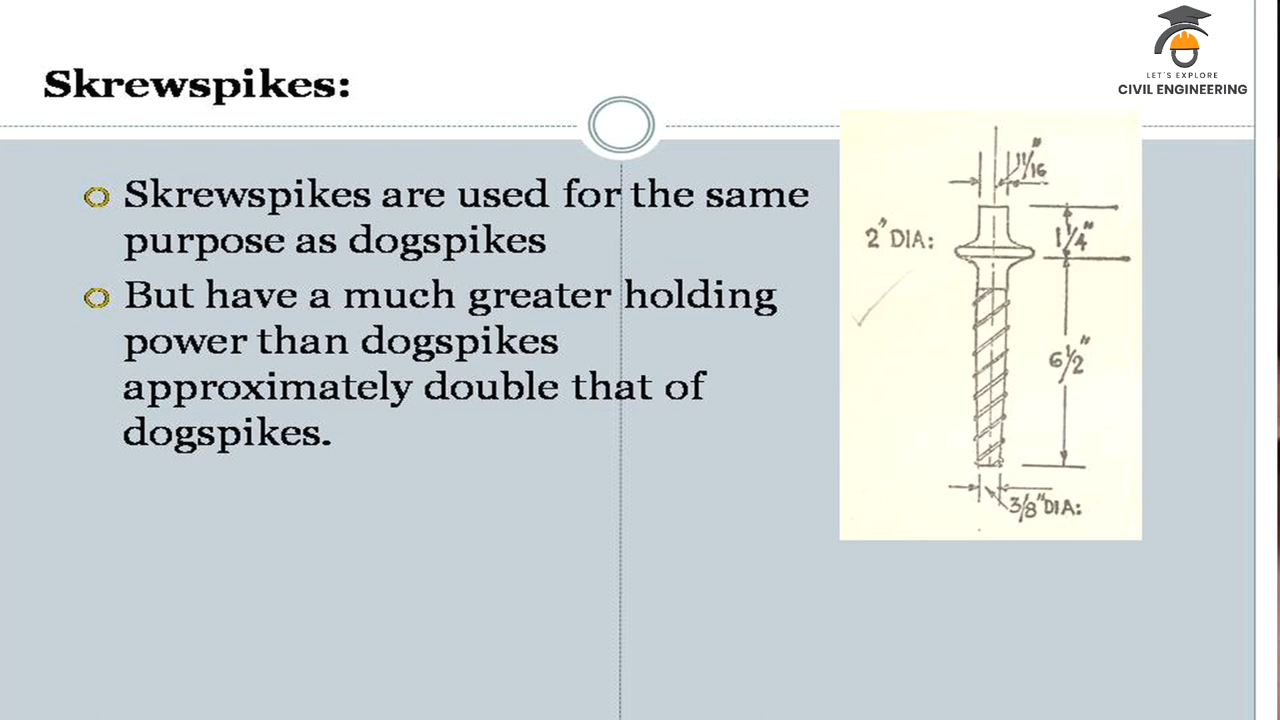 LET'S EXPLORE
CIVIL ENGINEERING
Skrewspikes:
Skrewspikes are used for the same
purpose as dogspikes
But have a much greater holding
power than dogspikes
approximately double that of
dogspikes.
11/16"
2" DIA:
1 1/4"
6 1/2"
3/8" DIA: